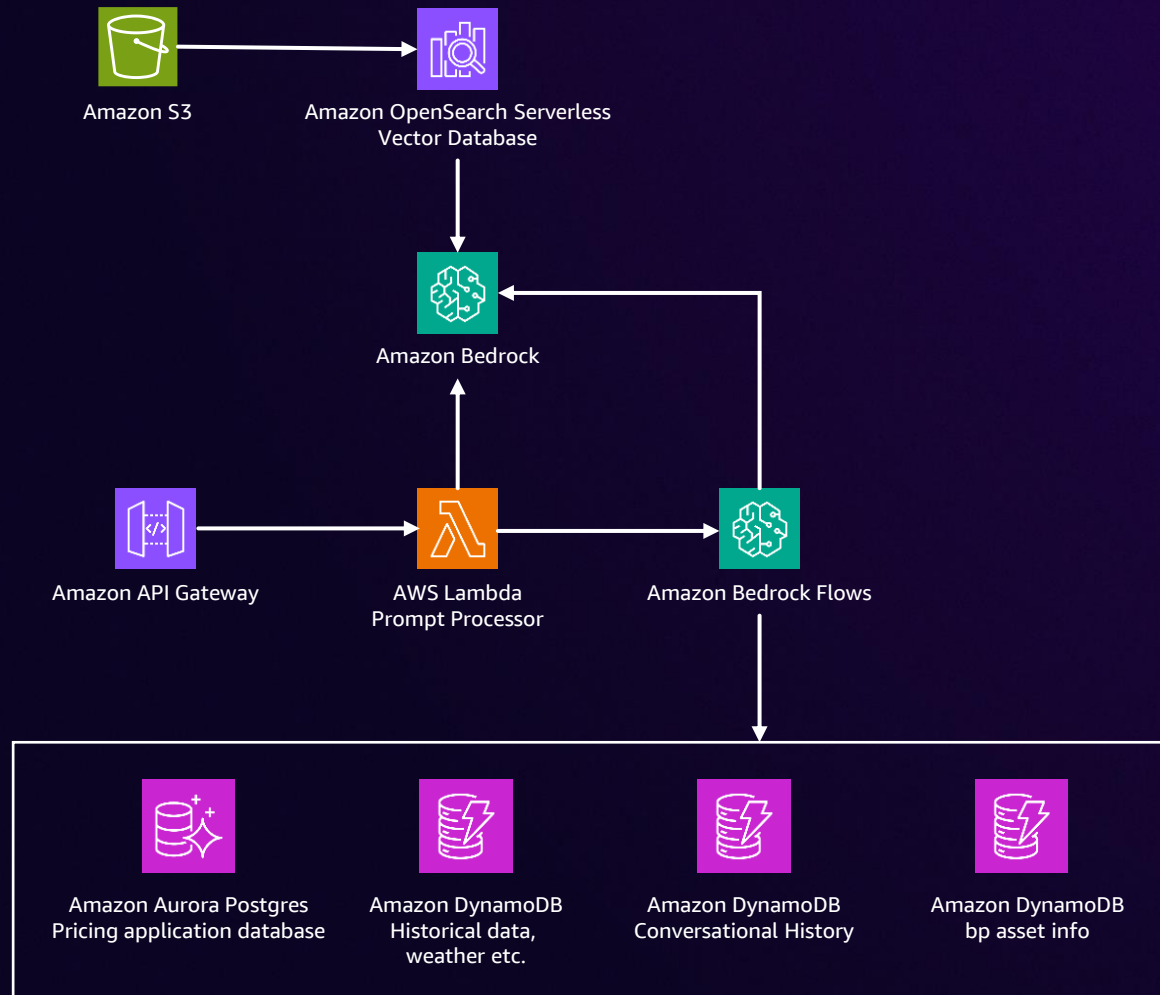 Amazon S3
Amazon OpenSearch Serverless
Vector Database
Amazon Bedrock
</>
Amazon API Gateway
AWS Lambda
Prompt Processor
Amazon Bedrock Flows
Amazon Aurora Postgres
Pricing application database
Amazon DynamoDB
Historical data,
weather etc.
Amazon DynamoDB
Conversational History
Amazon DynamoDB
bp asset info